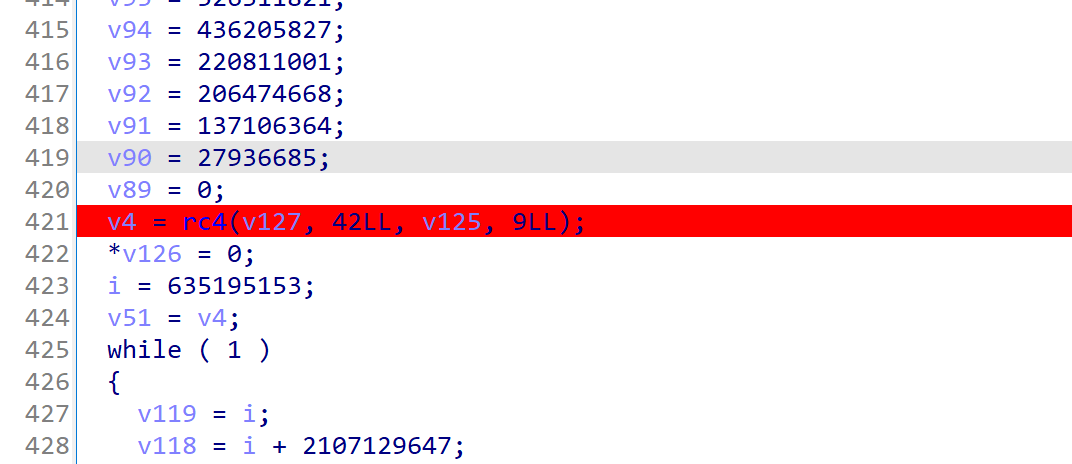 415 v94 = 436205827;
416 v93 = 220811001;
417 v92 = 206474668;
418 v91 = 137106364;
419 v90 = 27936685;
420 v89 = 0;
421 v4 = rc4(v127, 42LL, v125, 9LL);
422 *v126 = 0;
423 i = 635195153;
424 v51 = v4;
425 while ( 1 )
426 {
427 v119 = i;
428 v118 = i + 2107129647;